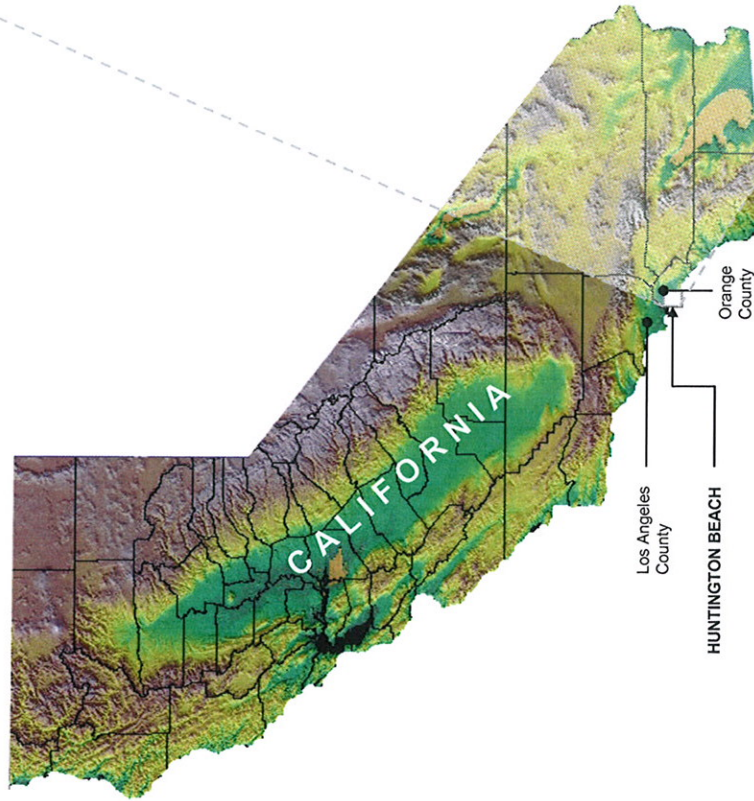 CALIFORNIA
Los Angeles
County
HUNTINGTON BEACH
Orange
County